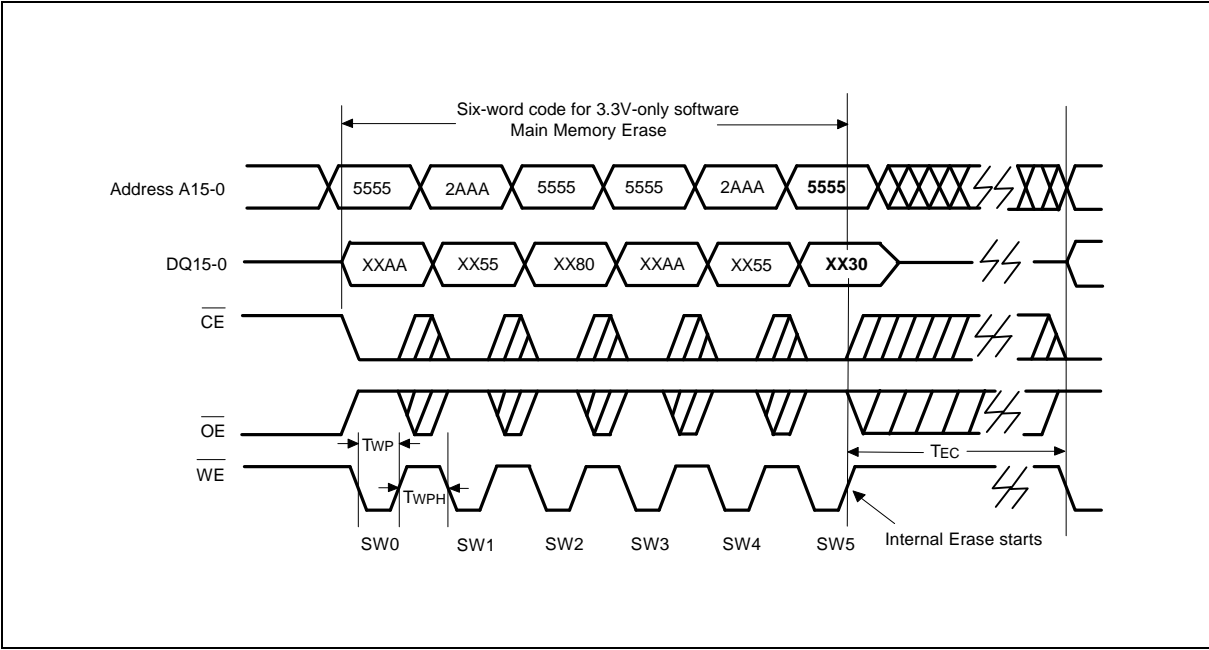 Six-word code for 3.3V-only software
Main Memory Erase
Address A15-0
5555
2AAA
5555
5555
2AAA
5555
DQ15-0
XXAA
XX55
XX80
XXAA
XX55
XX30
CE
OE
TWP
TEC
WE
TWPH
SW0
SW1
SW2
SW3
SW4
SW5
Internal Erase starts